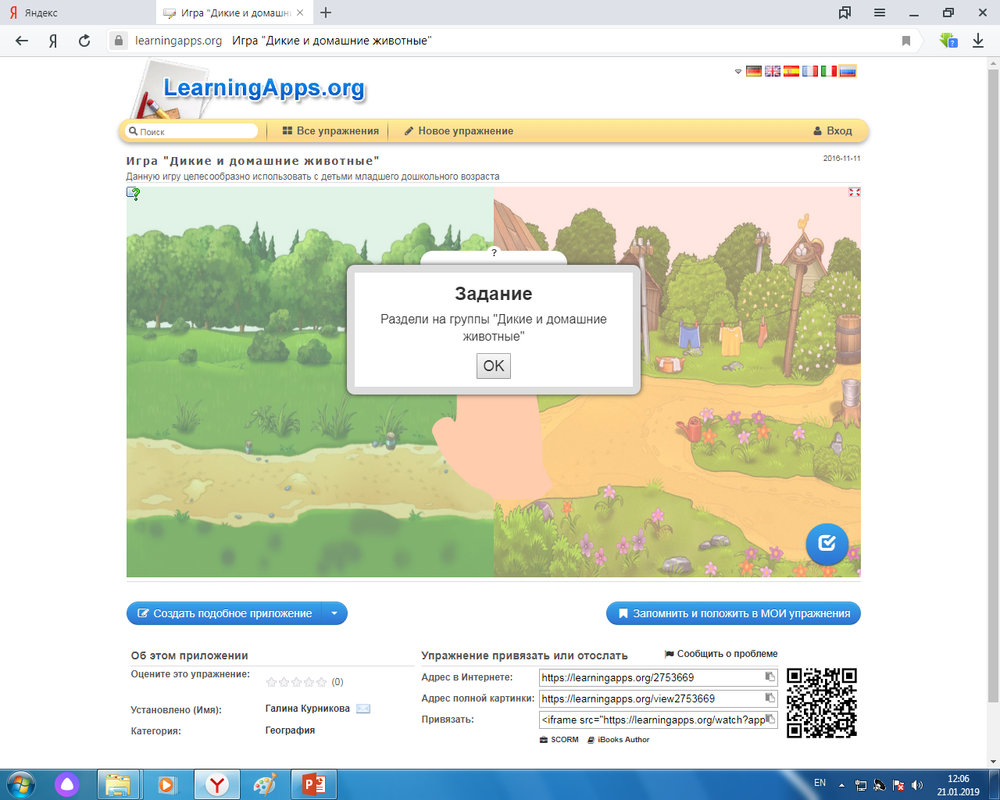 Яндекс
Игра "Дикие и домашн
learningapps.org Игра "Дикие и домашние животные"
LearningApps.org
Поиск
Все упражнения
Новое упражнение
Вход
Игра "Дикие и домашние животные"
2016-11-11
Данную игру целесообразно использовать с детьми младшего дошкольного возраста
?
Задание
Раздели на группы "Дикие и домашние
животные"
OK
Создать подобное приложение
Запомнить и положить в МОИ упражнения
Об этом приложении
Оцените это упражнение:
(0)
Установлено (Имя):
Галина Курникова
Категория:
География
Упражнение привязать или отослать
Сообщить о проблеме
Адрес в Интернете:
https://learningapps.org/2753669
Адрес полной картинки:
https://learningapps.org/view2753669
Привязать:
<iframe src="https://learningapps.org/watch?app
SCORM
iBooks Author
EN
12:06
21.01.2019